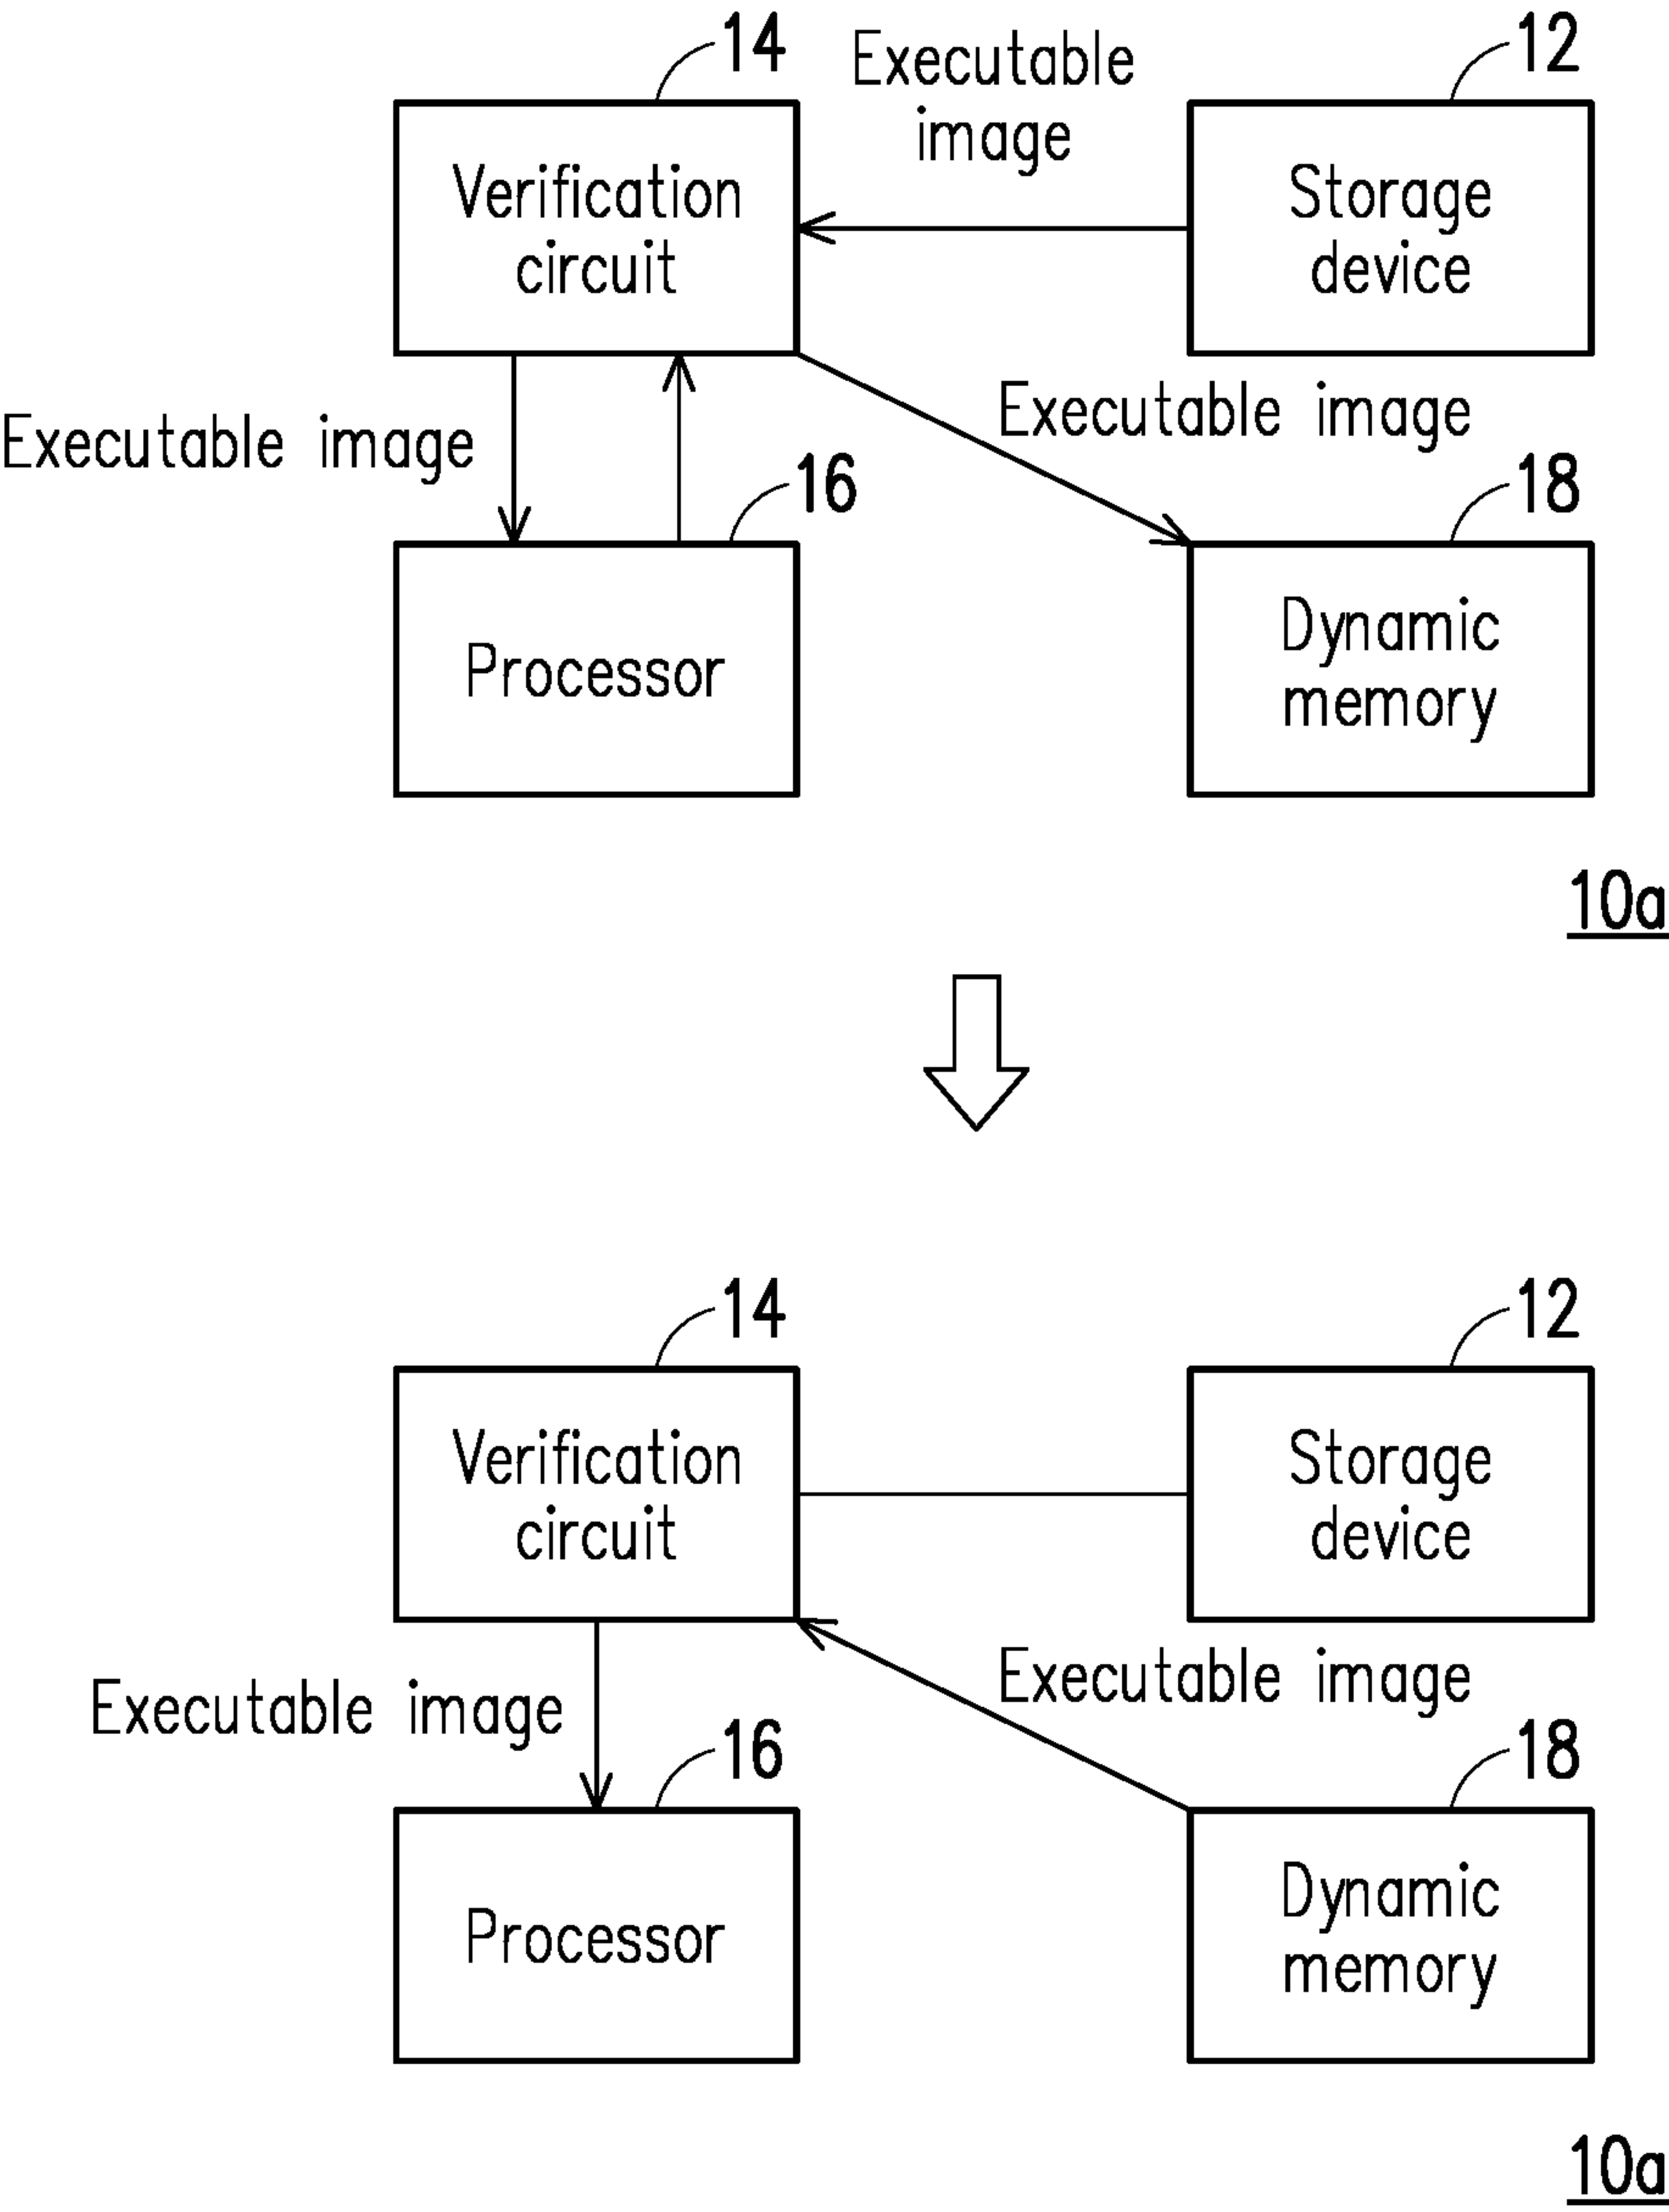 14
Executable
image
12
Verification
circuit
Storage
device
Executable image
Executable image
16
18
Processor
Dynamic
memory
10a
14
12
Verification
circuit
Storage
device
Executable image
Executable image
16
18
Processor
Dynamic
memory
10a